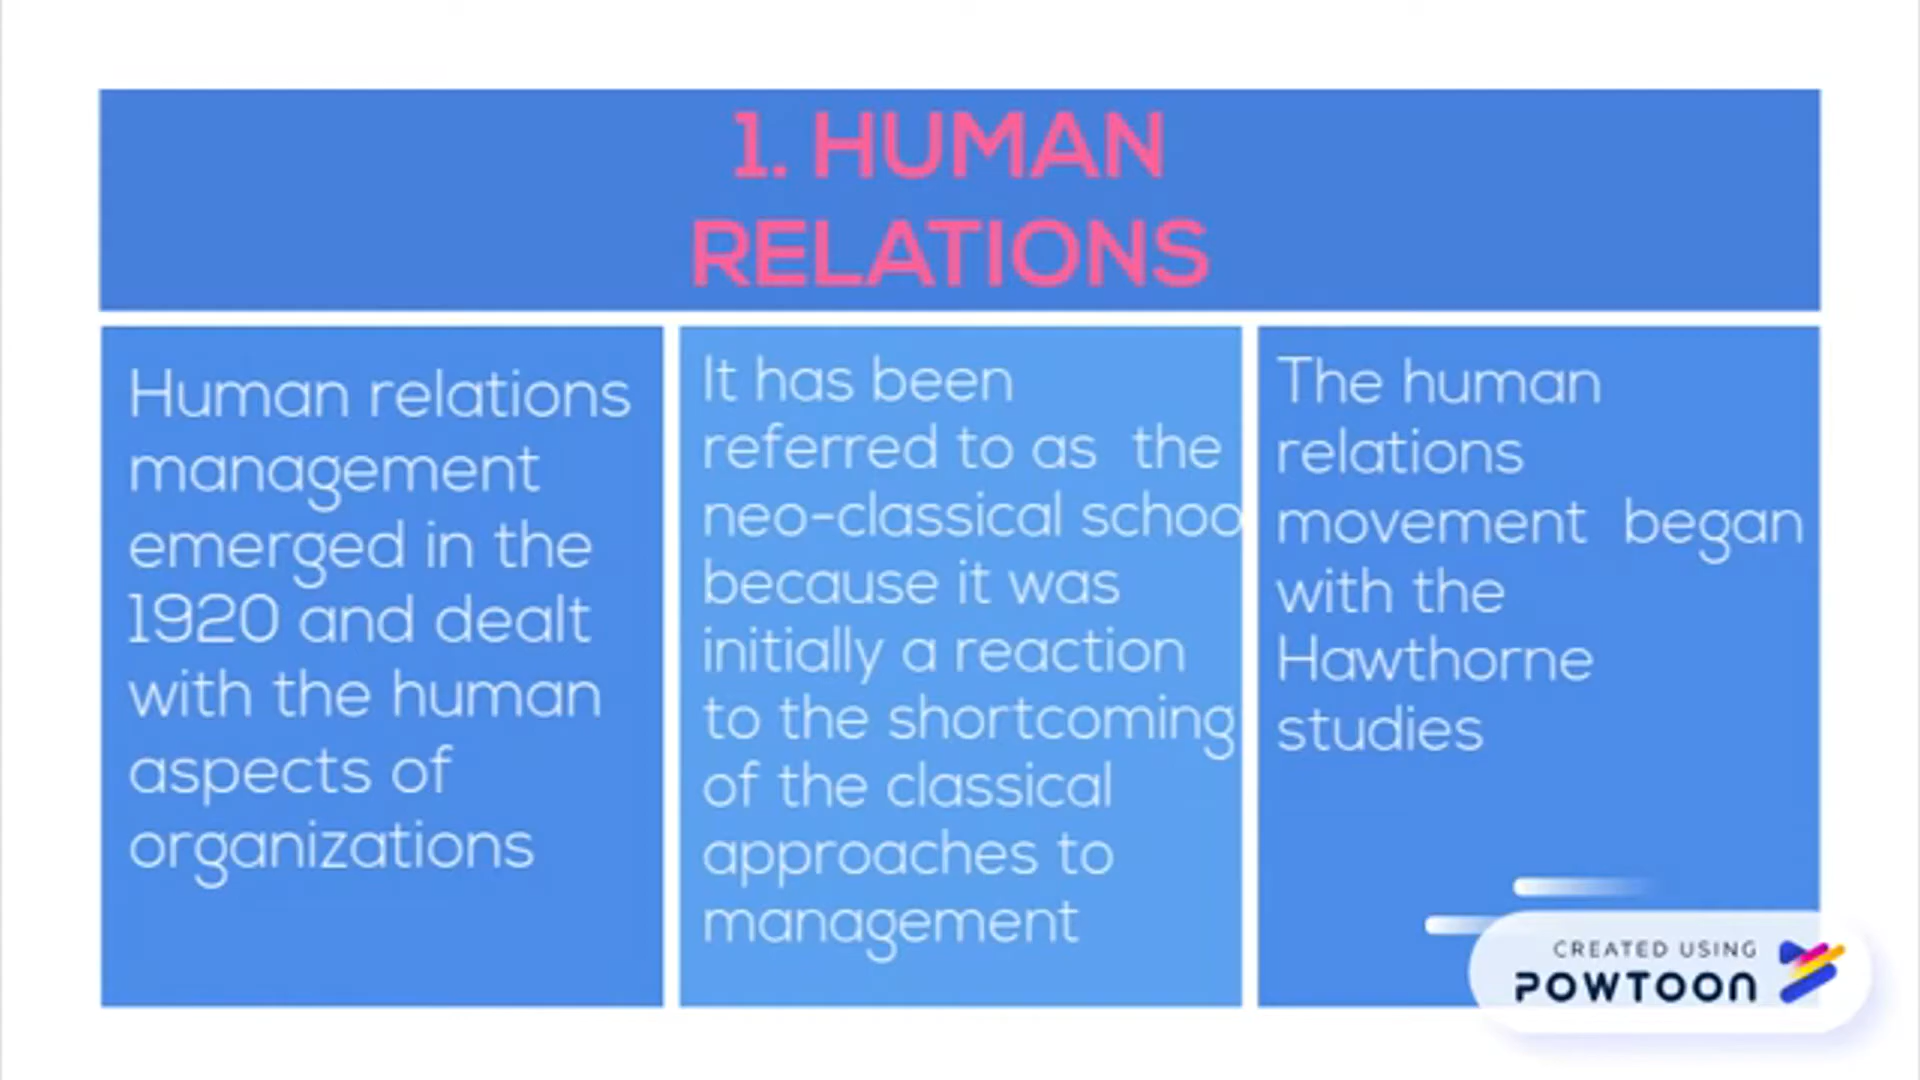 1. HUMAN
RELATIONS
Human relations
management
emerged in the
1920 and dealt
with the human
aspects of
organizations
It has been
referred to as the
neo-classical schoo
because it was
initially a reaction
to the shortcoming
of the classical
approaches to
management
The human
relations
movement began
with the
Hawthorne
studies
CREATED USING
POWTOON